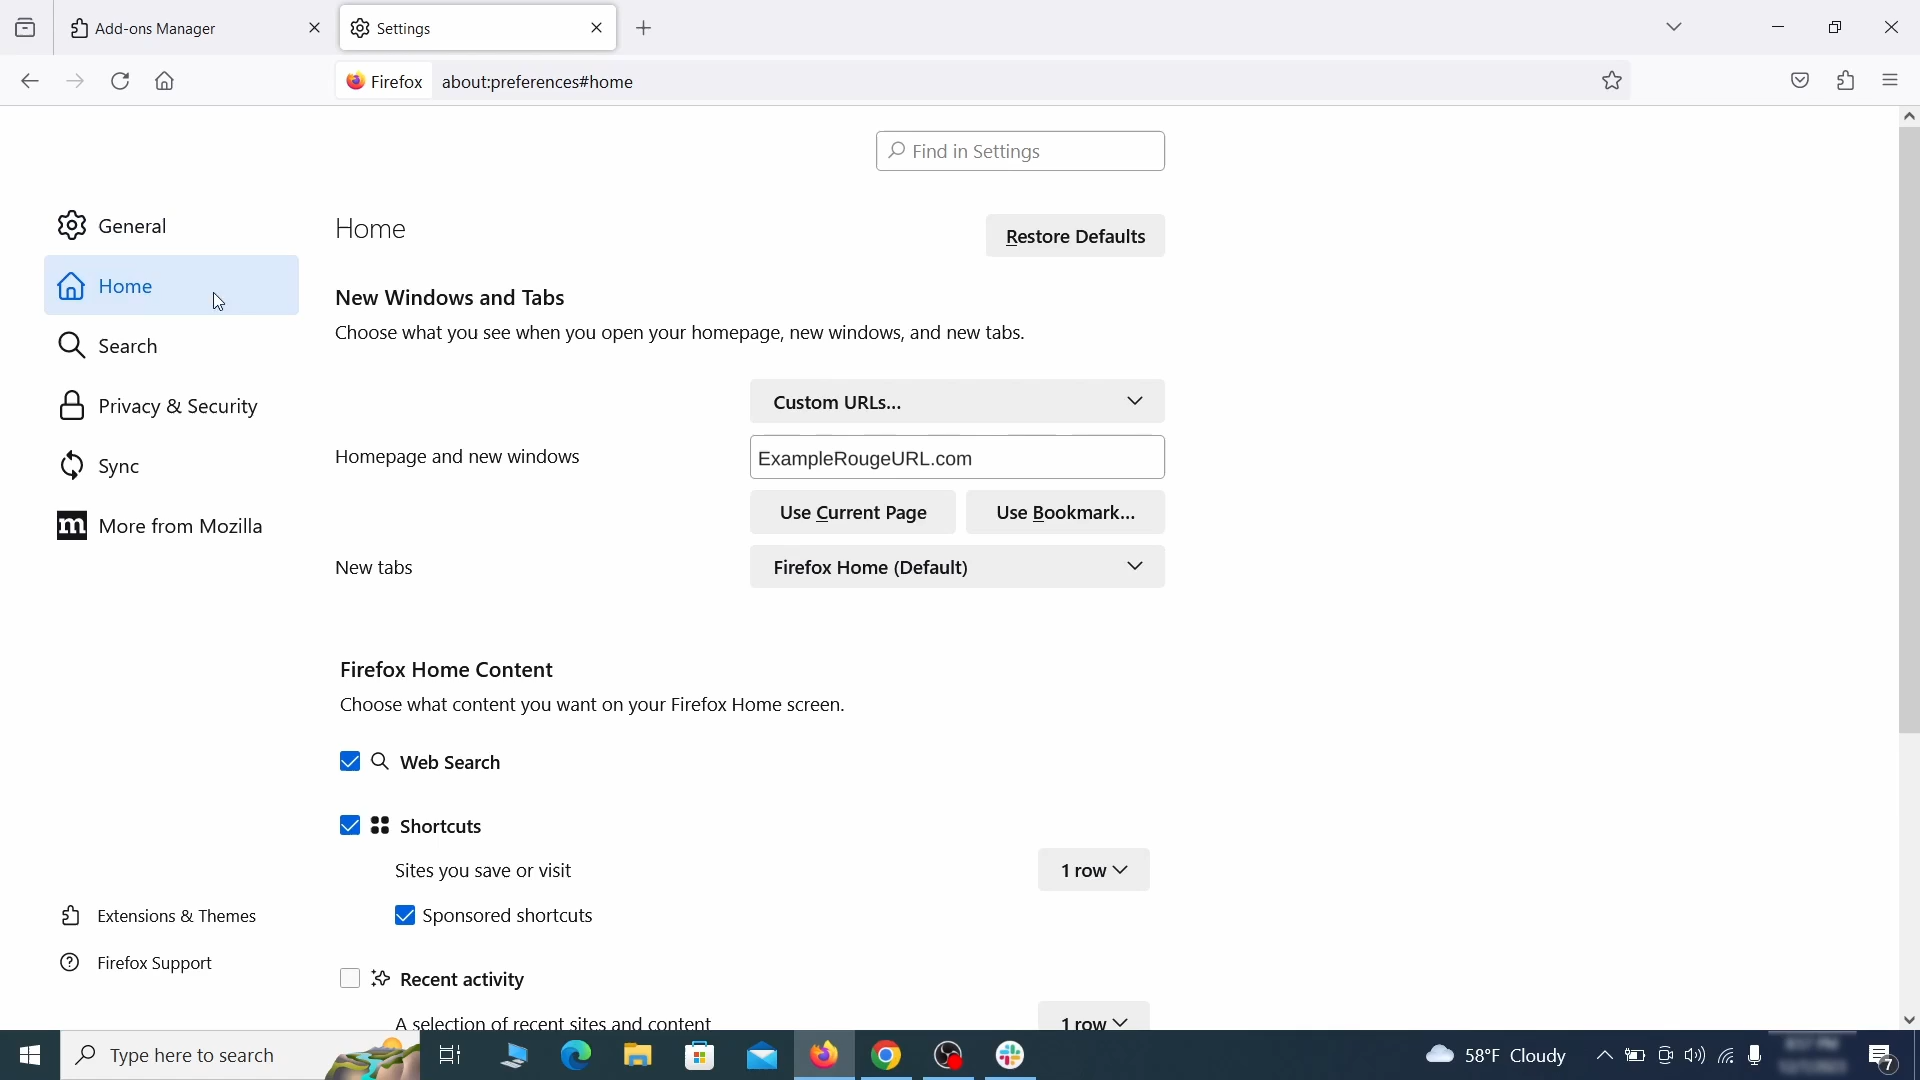 Add-ons Manager
Settings
Firefox
about:preferences#home
Find in Settings
General
Home
Search
Privacy & Security
Sync
m More from Mozilla
Extensions & Themes
Firefox Support
Home
Restore Defaults
New Windows and Tabs
Choose what you see when you open your homepage, new windows, and new tabs.
Custom URLs...
Homepage and new windows
ExampleRougeURL.com
Use Current Page
Use Bookmark...
New tabs
Firefox Home (Default)
Firefox Home Content
Choose what content you want on your Firefox Home screen.
Web Search
Shortcuts
Sites you save or visit
1 row
Sponsored shortcuts
Recent activity
A selection of recent sites and content
1 row
Type here to search
58°F Cloudy
7